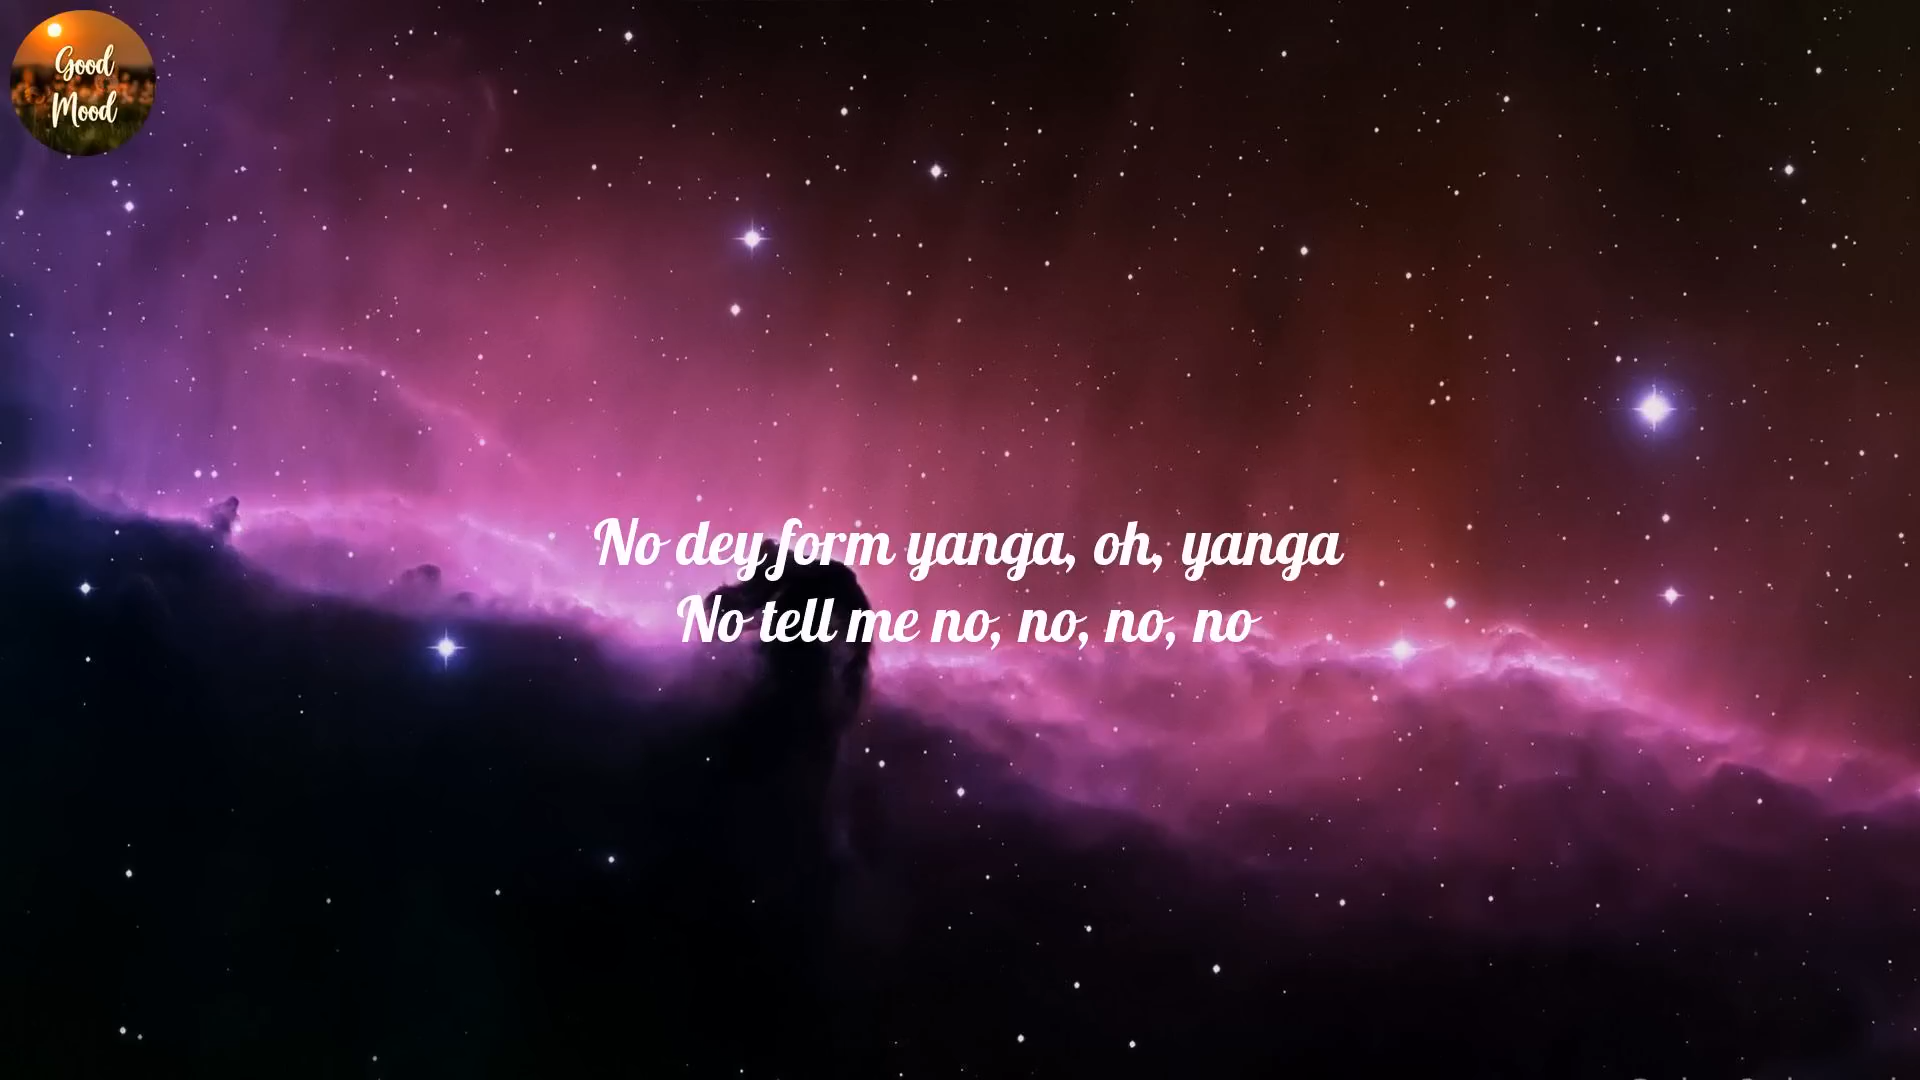 Good
Mood
No dey form yanga, oh, yanga
No tell me no, no, no, no